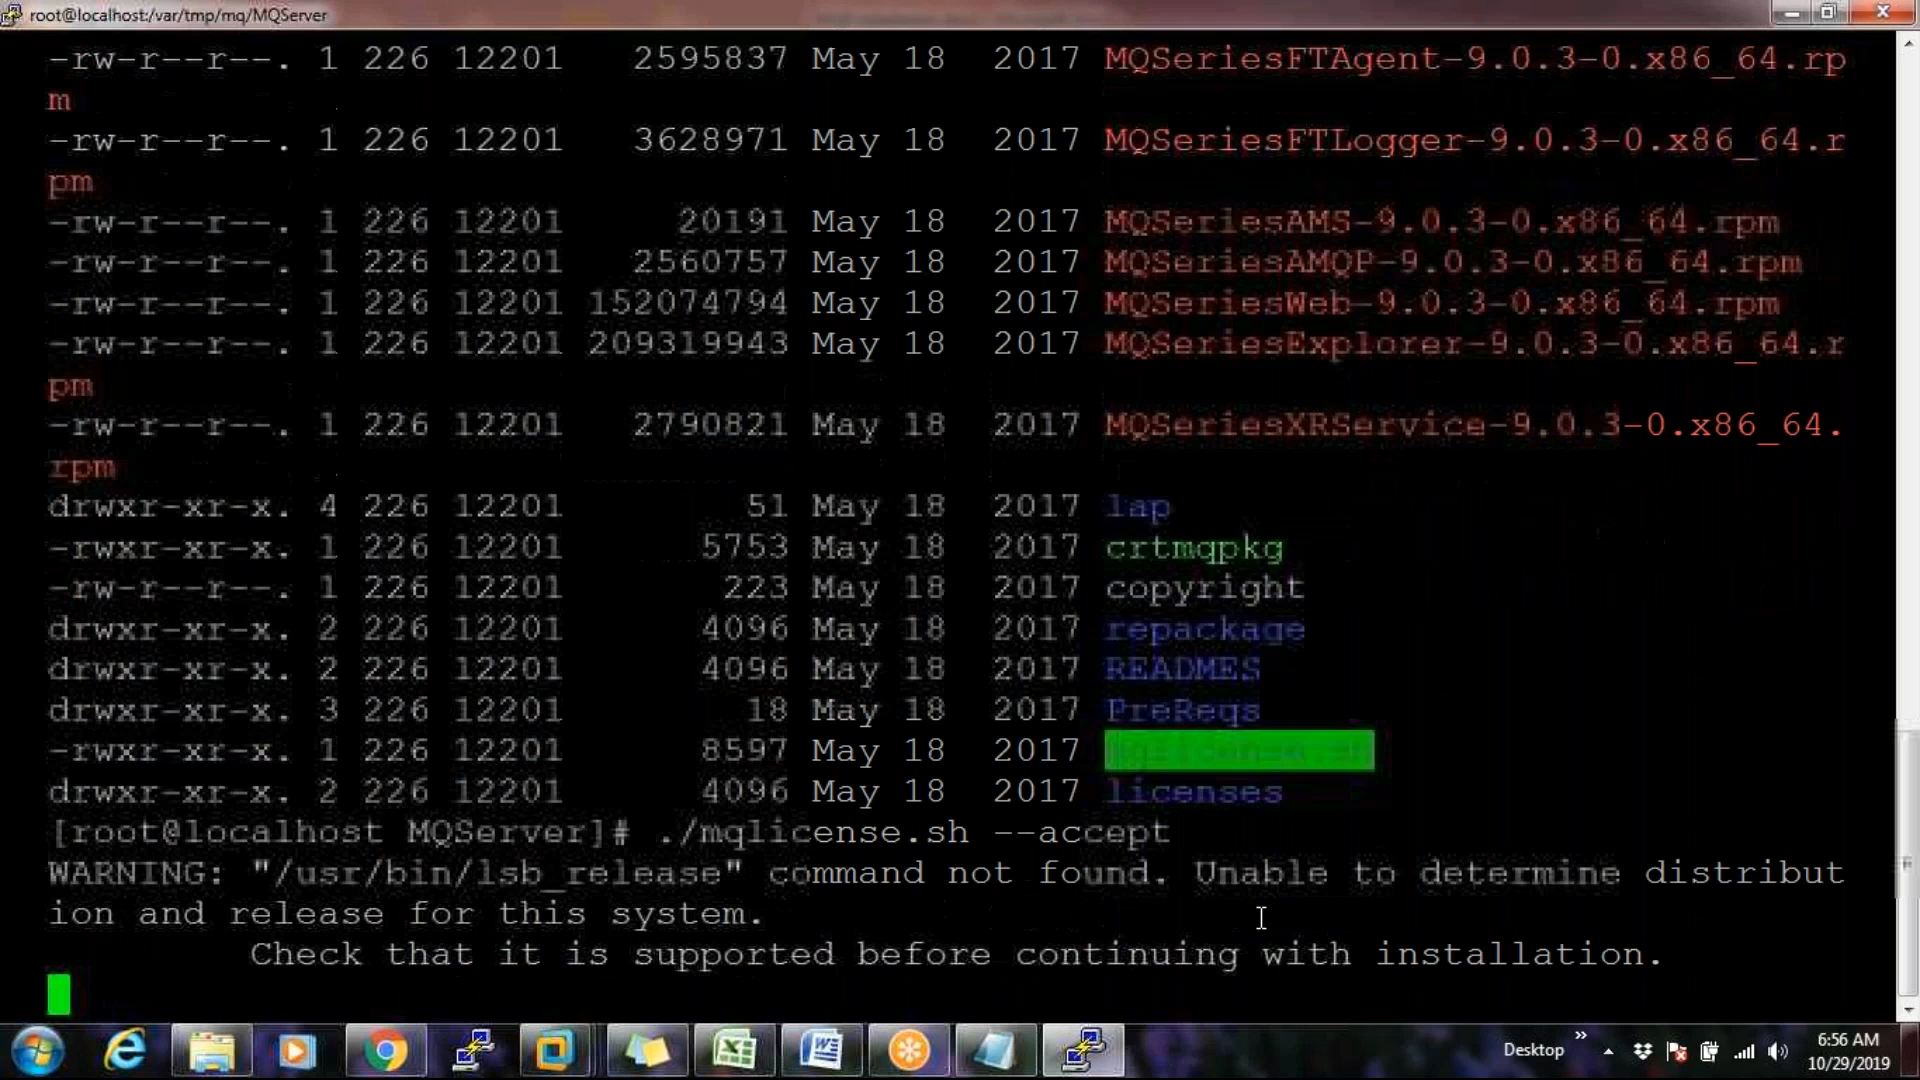 root@localhost:/var/tmp/mq/MQServer
-rw-r--r--. 1 226 12201 2595837 May 18 2017 MQSeriesFTAgent-9.0.3-0.x86_64.rp
m
-rw-r--r--. 1 226 12201 3628971 May 18 2017 MQSeriesFTLogger-9.0.3-0.x86_64.r
pm
-rw-r--r--. 1 226 12201 20191 May 18 2017 MQSeriesAMS-9.0.3-0.x86_64.rpm
-rw-r--r--. 1 226 12201 2560757 May 18 2017 MQSeriesAMQP-9.0.3-0.x86_64.rpm
-rw-r--r--. 1 226 12201 152074794 May 18 2017 MQSeriesWeb-9.0.3-0.x86_64.rpm
-rw-r--r--. 1 226 12201 209319943 May 18 2017 MQSeriesExplorer-9.0.3-0.x86_64.r
pm
-rw-r--r--. 1 226 12201 2790821 May 18 2017 MQSeriesXRService-9.0.3-0.x86_64.
rpm
drwxr-xr-x. 4 226 12201 51 May 18 2017 lap
-rwxr-xr-x. 1 226 12201 5753 May 18 2017 crtmqpkg
-rw-r--r--. 1 226 12201 223 May 18 2017 copyright
drwxr-xr-x. 2 226 12201 4096 May 18 2017 repackage
drwxr-xr-x. 2 226 12201 4096 May 18 2017 READMES
drwxr-xr-x. 3 226 12201 18 May 18 2017 PreReqs
-rwxr-xr-x. 1 226 12201 8597 May 18 2017 mqlicense.sh
drwxr-xr-x. 2 226 12201 4096 May 18 2017 licenses
[root@localhost MQServer]# ./mqlicense.sh --accept
WARNING: "/usr/bin/lsb_release" command not found. Unable to determine distribut
ion and release for this system.
Check that it is supported before continuing with installation.
Desktop
6:56 AM
10/29/2019